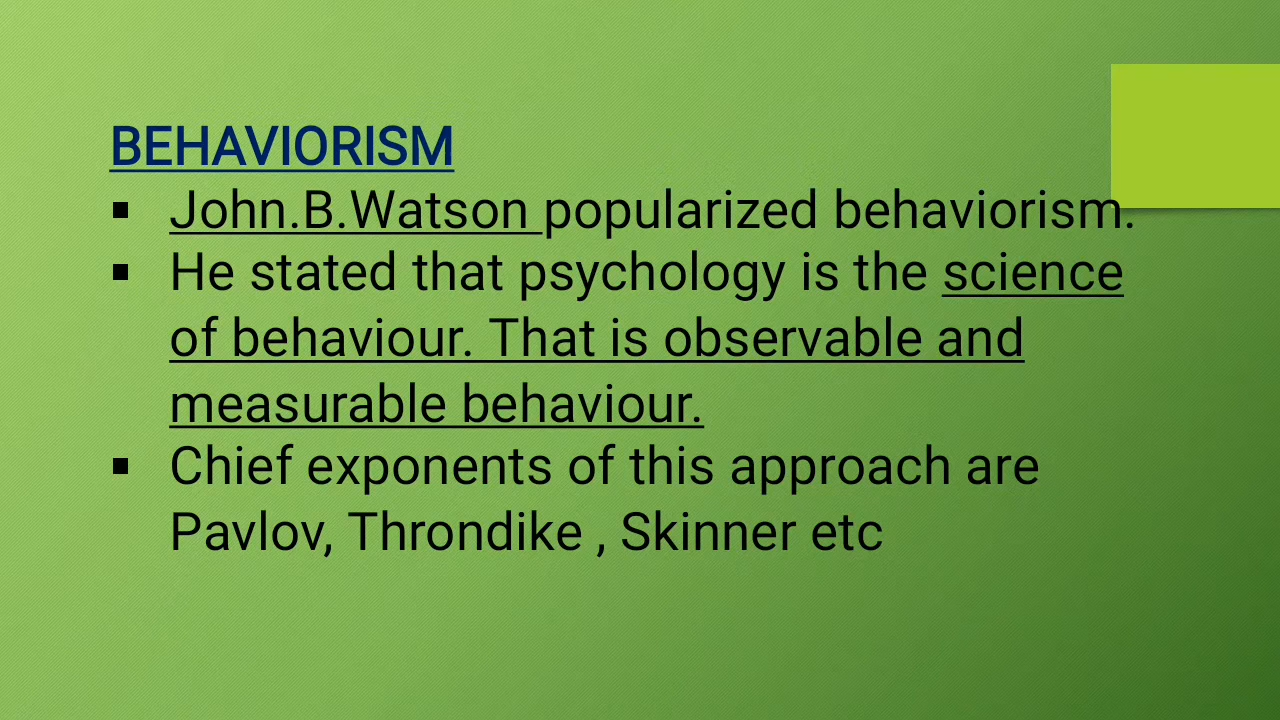 BEHAVIORISM
▪ John.B.Watson popularized behaviorism.
▪ He stated that psychology is the science
of behaviour. That is observable and
measurable behaviour.
▪ Chief exponents of this approach are
Pavlov, Throndike , Skinner etc